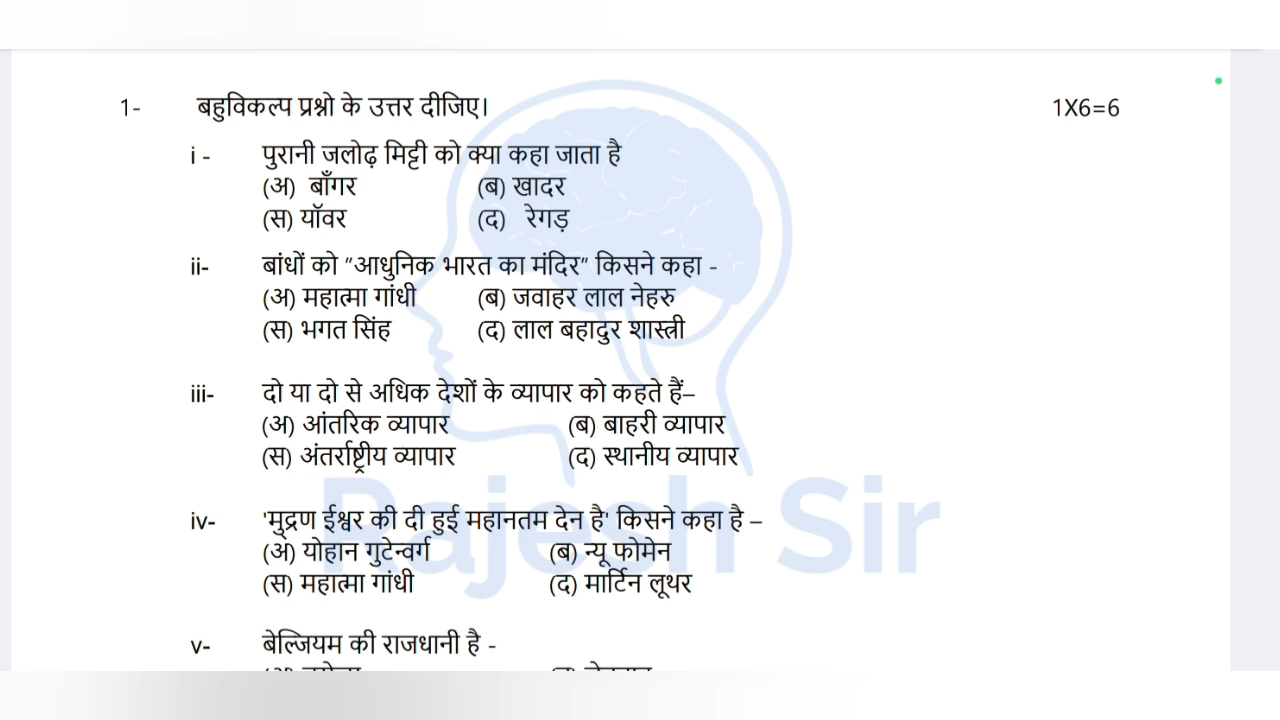 1- बहुविकल्प प्रश्नो के उत्तर दीजिए। 1X6=6
i - पुरानी जलोढ़ मिट्टी को क्या कहा जाता है
(अ) बाँगर (ब) खादर
(स) यॉवर (द) रेगड़
ii- बांधों को "आधुनिक भारत का मंदिर" किसने कहा -
(अ) महात्मा गांधी (ब) जवाहर लाल नेहरु
(स) भगत सिंह (द) लाल बहादुर शास्त्री
iii- दो या दो से अधिक देशों के व्यापार को कहते हैं–
(अ) आंतरिक व्यापार (ब) बाहरी व्यापार
(स) अंतर्राष्ट्रीय व्यापार (द) स्थानीय व्यापार
iv- 'मुद्रण ईश्वर की दी हुई महानतम देन है' किसने कहा है –
(अ) योहान गुटेन्वर्ग (ब) न्यू फोमेन
(स) महात्मा गांधी (द) मार्टिन लूथर
Rajesh Sir
v- बेल्जियम की राजधानी है -